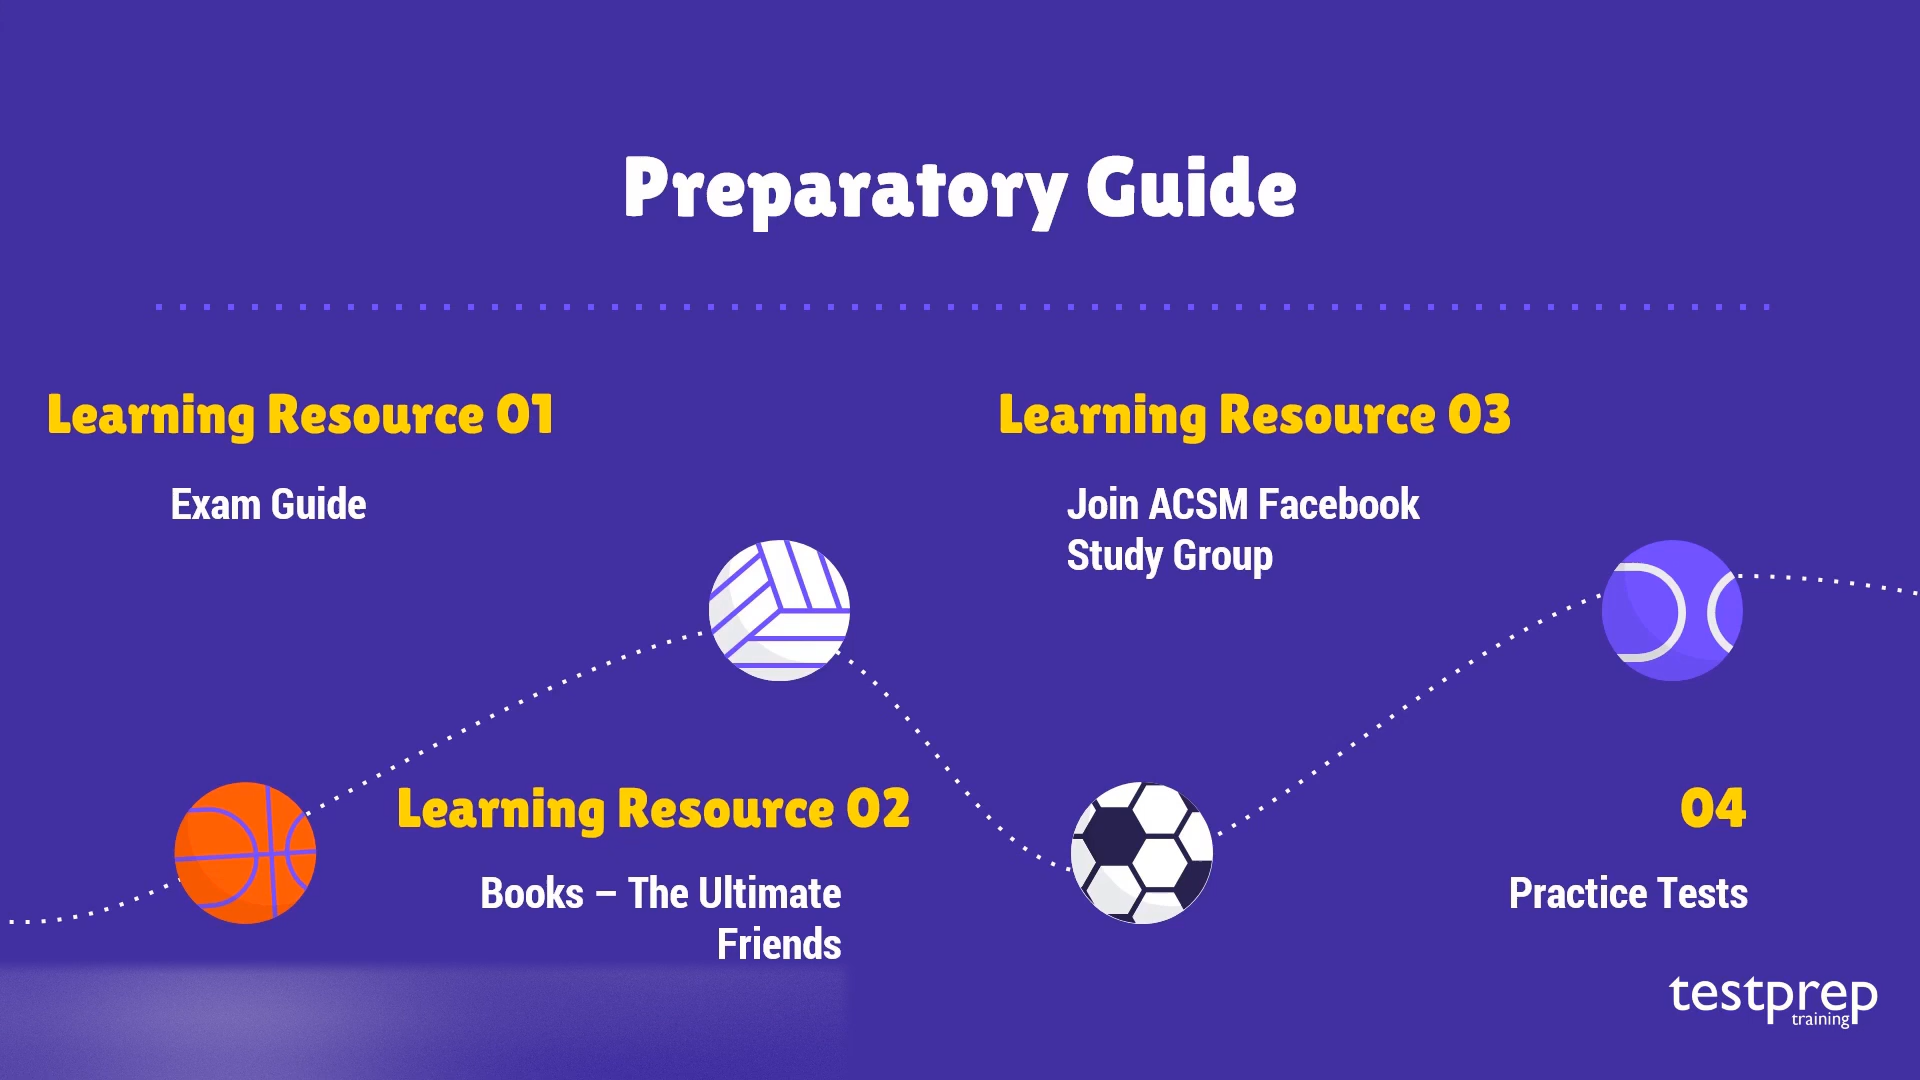 Preparatory Guide
Learning Resource 01
Exam Guide
Learning Resource 02
Books – The Ultimate
Friends
Learning Resource 03
Join ACSM Facebook
Study Group
04
Practice Tests
testprep
training